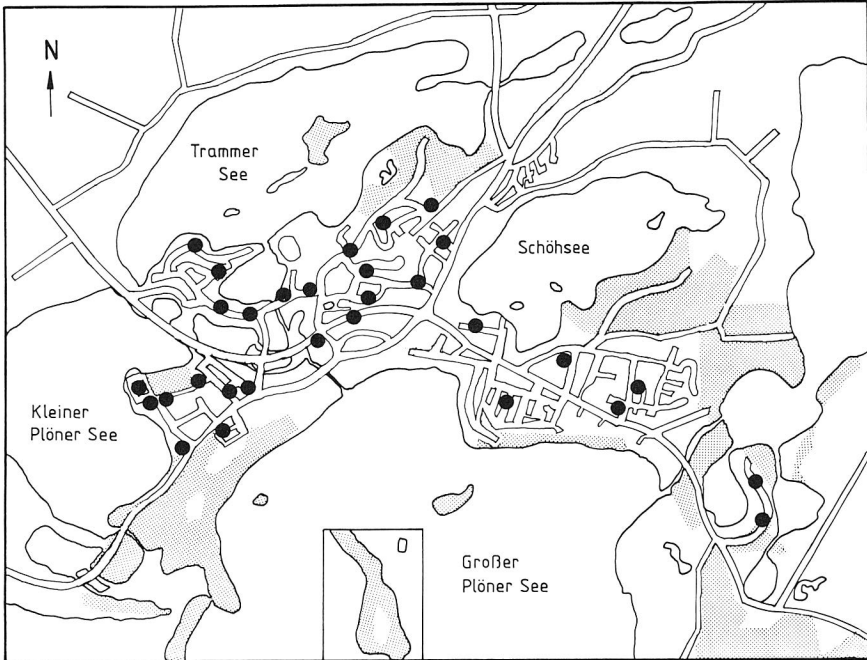 N
Trammer
See
Schöhsee
Kleiner
Plöner See
Großer
Plöner See